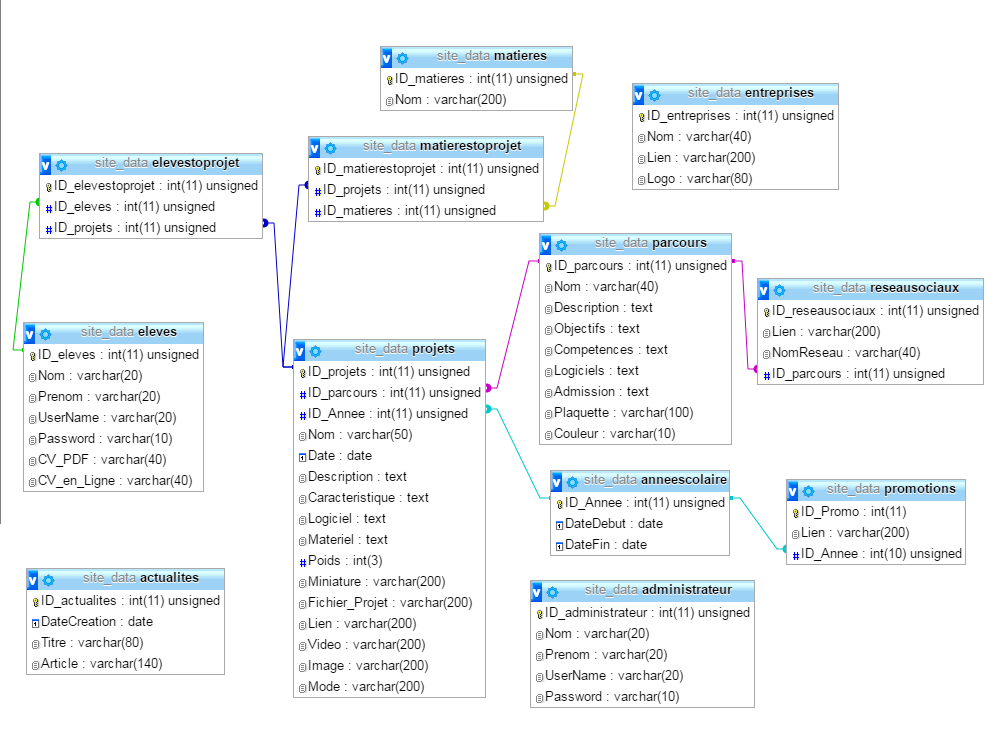 site_data matieres
ID_matieres : int(11) unsigned
Nom : varchar(200)
site_data entreprises
ID_entreprises : int(11) unsigned
Nom : varchar(40)
Lien : varchar(200)
Logo : varchar(80)
site_data elevestoprojet
ID_elevestoprojet : int(11) unsigned
ID_eleves : int(11) unsigned
ID_projets : int(11) unsigned
site_data matierestoprojet
ID_matierestoprojet : int(11) unsigned
ID_projets : int(11) unsigned
ID_matieres : int(11) unsigned
site_data parcours
ID_parcours : int(11) unsigned
Nom : varchar(40)
Description : text
Objectifs : text
Competences : text
Logiciels : text
Admission : text
Plaquette : varchar(100)
Couleur : varchar(10)
site_data reseausociaux
ID_reseausociaux : int(11) unsigned
Lien : varchar(200)
NomReseau : varchar(40)
ID_parcours : int(11) unsigned
site_data eleves
ID_eleves : int(11) unsigned
Nom : varchar(20)
Prenom : varchar(20)
UserName : varchar(20)
Password : varchar(10)
CV_PDF : varchar(40)
CV_en_Ligne : varchar(40)
site_data projets
ID_projets : int(11) unsigned
ID_parcours : int(11) unsigned
ID_Annee : int(11) unsigned
Nom : varchar(50)
Date : date
Description : text
Caracteristique : text
Logiciel : text
Materiel : text
Poids : int(3)
Miniature : varchar(200)
Fichier_Projet : varchar(200)
Lien : varchar(200)
Video : varchar(200)
Image : varchar(200)
Mode : varchar(200)
site_data anneescolaire
ID_Annee : int(11) unsigned
DateDebut : date
DateFin : date
site_data promotions
ID_Promo : int(11)
Lien : varchar(200)
ID_Annee : int(10) unsigned
site_data actualites
ID_actualites : int(11) unsigned
DateCreation : date
Titre : varchar(80)
Article : varchar(140)
site_data administrateur
ID_administrateur : int(11) unsigned
Nom : varchar(20)
Prenom : varchar(20)
UserName : varchar(20)
Password : varchar(10)